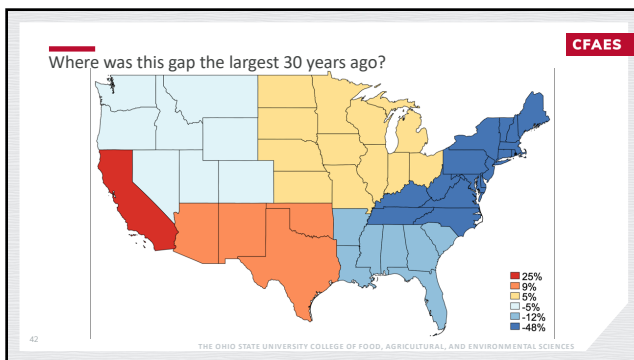 CFAES
Where was this gap the largest 30 years ago?
25%
9%
5%
-5%
-12%
-48%
42
THE OHIO STATE UNIVERSITY COLLEGE OF FOOD, AGRICULTURAL, AND ENVIRONMENTAL SCIENCES